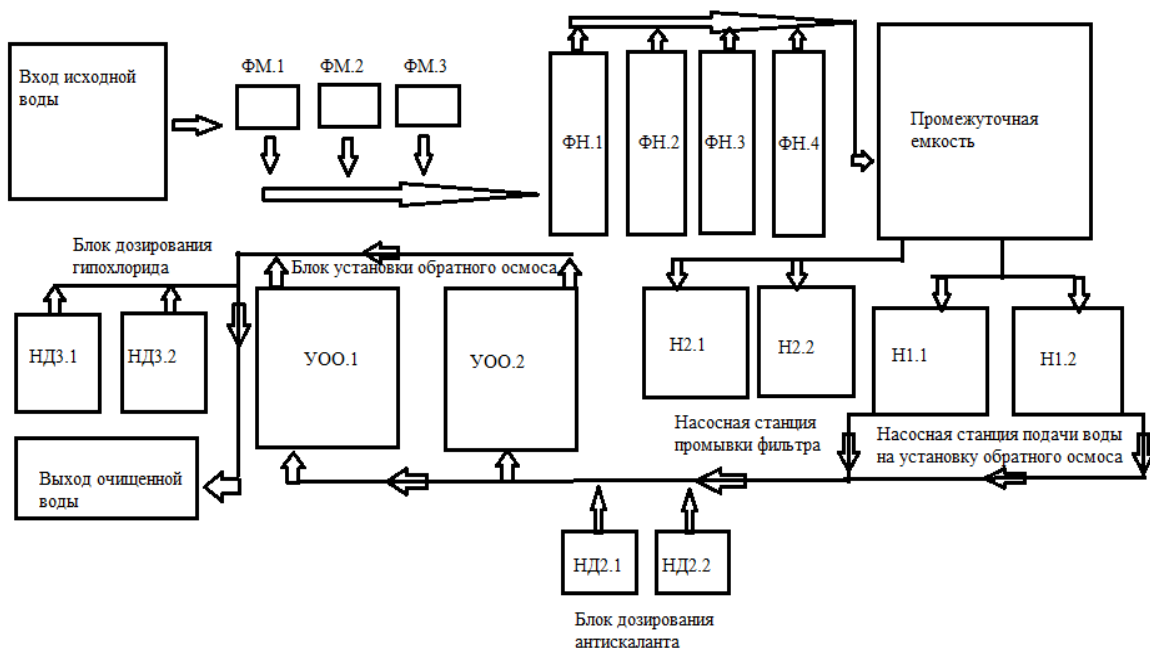 Вход исходной
воды
ФМ.1
ФМ.2
ФМ.3
ФН.1
ФН.2
ФН.3
ФН.4
Промежуточная
емкость
Блок дозирования
гипохлорида
Блок установки обратного осмоса
НД3.1
НД3.2
УОО.1
УОО.2
Н2.1
Н2.2
Н1.1
Н1.2
Насосная станция
промывки фильтра
Насосная станция подачи воды
на установку обратного осмоса
Выход очищенной
воды
НД2.1
НД2.2
Блок дозирования
антискаланта